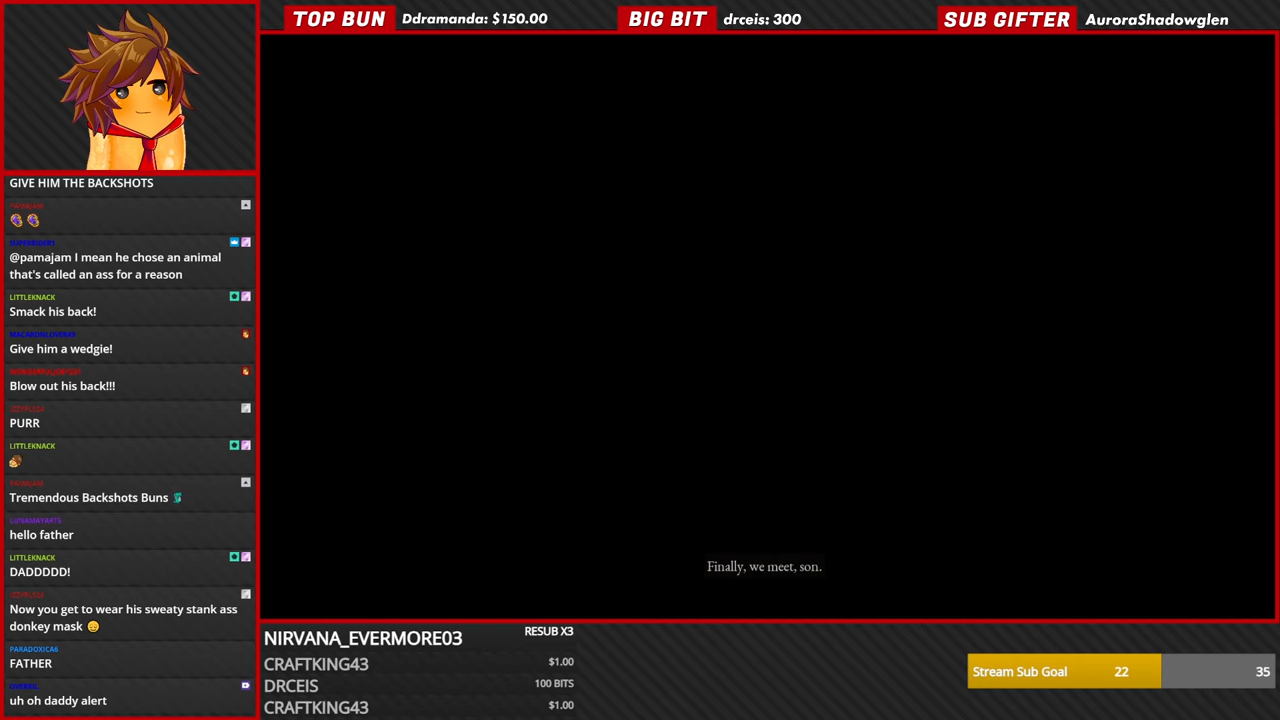 TOP BUN Ddramanda: $150.00 BIG BIT drceis: 300 SUB GIFTER AuroraShadowglen
GIVE HIM THE BACKSHOTS
PAMAJAM
SUPERRIDER1
@pamajam I mean he chose an animal
that's called an ass for a reason
LITTLEKNACK
Smack his back!
Give him a wedgie!
Blow out his back!!!
PURR
LITTLEKNACK
PAMAJAM
Tremendous Backshots Buns
LUNAMAYARTS
hello father
LITTLEKNACK
DADDDDD!
Now you get to wear his sweaty stank ass
donkey mask
PARADOXICA6
FATHER
uh oh daddy alert
Finally, we meet, son.
NIRVANA_EVERMORE03 RESUB X3
CRAFTKING43 $1.00
DRCEIS 100 BITS
CRAFTKING43 $1.00
Stream Sub Goal 22 35